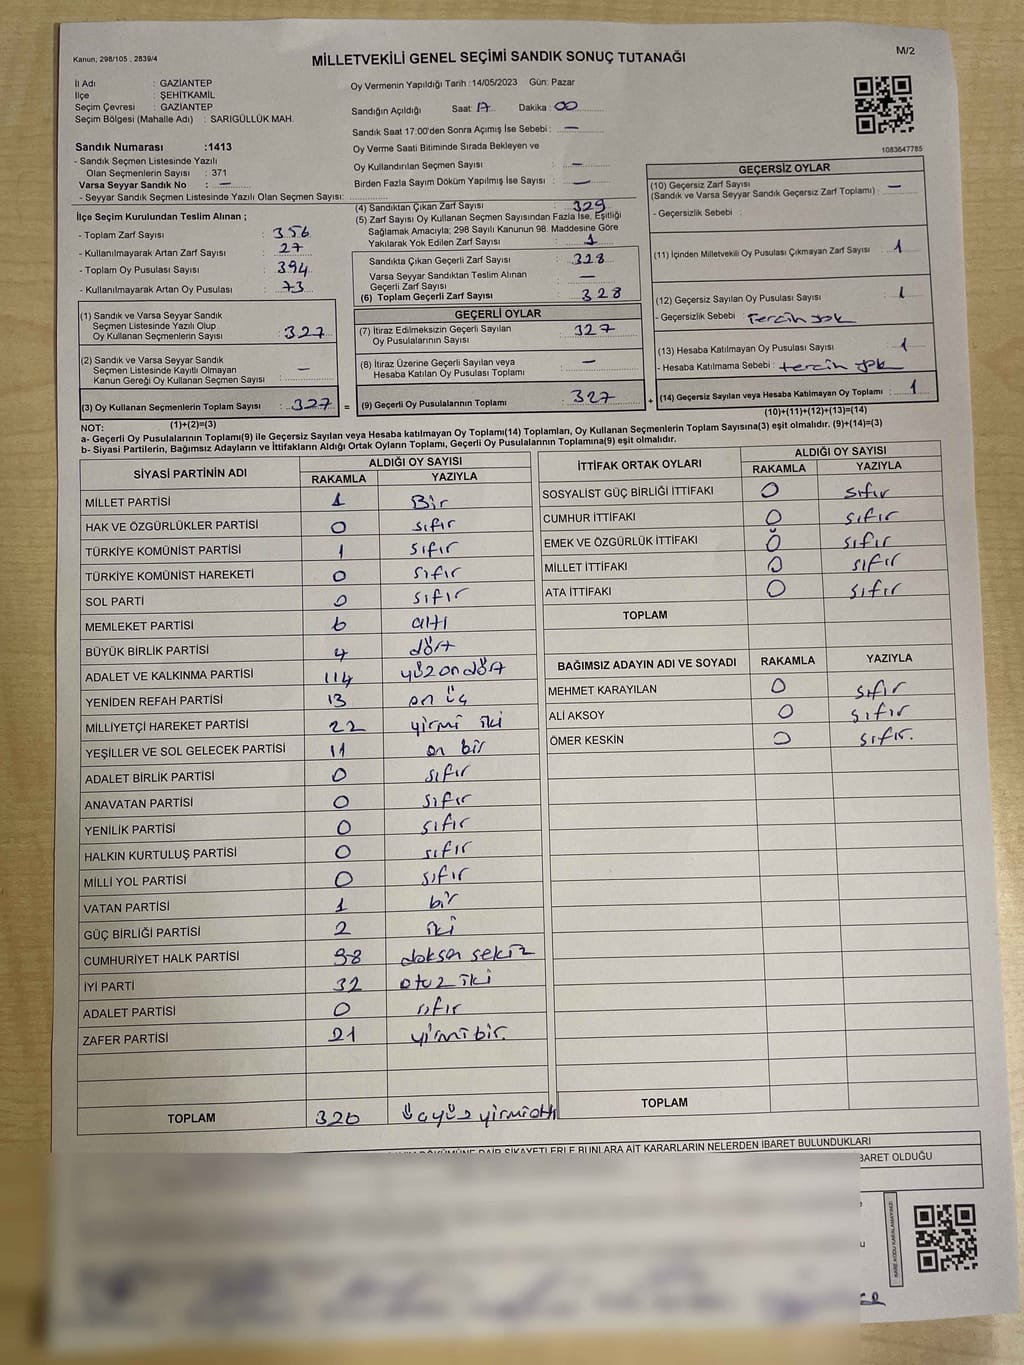 Kanun, 298/105 , 2839/4
MİLLETVEKİLİ GENEL SEÇİMİ SANDIK SONUÇ TUTANAĞI
M/2
İl Adı : GAZİANTEP
İlçe : ŞEHİTKAMİL
Seçim Çevresi : GAZİANTEP
Seçim Bölgesi (Mahalle Adı) : SARIGÜLLÜK MAH.
Sandık Numarası :1413
- Sandık Seçmen Listesinde Yazılı
Olan Seçmenlerin Sayısı : 371
Varsa Seyyar Sandık No : —
- Seyyar Sandık Seçmen Listesinde Yazılı Olan Seçmen Sayısı:
Oy Vermenin Yapıldığı Tarih :14/05/2023 Gün: Pazar
Sandığın Açıldığı Saat: 17 Dakika : 00
Sandık Saat 17:00'den Sonra Açımış İse Sebebi : —
Oy Verme Saati Bitiminde Sırada Bekleyen ve
Oy Kullandırılan Seçmen Sayısı : —
Birden Fazla Sayım Döküm Yapılmış İse Sayısı : —
1083647785
İlçe Seçim Kurulundan Teslim Alınan ;
- Toplam Zarf Sayısı : 356
- Kullanılmayarak Artan Zarf Sayısı : 27
- Toplam Oy Pusulası Sayısı : 394
- Kullanılmayarak Artan Oy Pusulası : 73
(1) Sandık ve Varsa Seyyar Sandık
Seçmen Listesinde Yazılı Olup
Oy Kullanan Seçmenlerin Sayısı : 327
(2) Sandık ve Varsa Seyyar Sandık
Seçmen Listesinde Kayıtlı Olmayan
Kanun Gereği Oy Kullanan Seçmen Sayısı : —
(3) Oy Kullanan Seçmenlerin Toplam Sayısı : 327
(4) Sandıktan Çıkan Zarf Sayısı : 329
(5) Zarf Sayısı Oy Kullanan Seçmen Sayısından Fazla İse, Eşitliği
Sağlamak Amacıyla; 298 Sayılı Kanunun 98. Maddesine Göre
Yakılarak Yok Edilen Zarf Sayısı : 1
Sandıkta Çıkan Geçerli Zarf Sayısı : 328
Varsa Seyyar Sandıktan Teslim Alınan
Geçerli Zarf Sayısı : —
(6) Toplam Geçerli Zarf Sayısı : 328
GEÇERLİ OYLAR
(7) İtiraz Edilmeksizin Geçerli Sayılan
Oy Pusulalarının Sayısı : 327
(8) İtiraz Üzerine Geçerli Sayılan veya
Hesaba Katılan Oy Pusulası Toplamı : —
= (9) Geçerli Oy Pusulalarının Toplamı : 327
GEÇERSİZ OYLAR
(10) Geçersiz Zarf Sayısı
(Sandık ve Varsa Seyyar Sandık Geçersiz Zarf Toplamı) : —
- Geçersizlik Sebebi :
(11) İçinden Milletvekili Oy Pusulası Çıkmayan Zarf Sayısı : 1
(12) Geçersiz Sayılan Oy Pusulası Sayısı : 1
- Geçersizlik Sebebi : Tercih yok
(13) Hesaba Katılmayan Oy Pusulası Sayısı : 1
- Hesaba Katılmama Sebebi : tercih yok
+ (14) Geçersiz Sayılan veya Hesaba Katılmayan Oy Toplamı : 1
NOT: (1)+(2)=(3)
(10)+(11)+(12)+(13)=(14)
a- Geçerli Oy Pusulalarının Toplamı(9) ile Geçersiz Sayılan veya Hesaba katılmayan Oy Toplamı(14) Toplamları, Oy Kullanan Seçmenlerin Toplam Sayısına(3) eşit olmalıdır. (9)+(14)=(3)
b- Siyasi Partilerin, Bağımsız Adayların ve İttifakların Aldığı Ortak Oyların Toplamı, Geçerli Oy Pusulalarının Toplamına(9) eşit olmalıdır.
SİYASİ PARTİNİN ADI ALDIĞI OY SAYISI
RAKAMLA YAZIYLA
MİLLET PARTİSİ 1 Bir
HAK VE ÖZGÜRLÜKLER PARTİSİ 0 sıfır
TÜRKİYE KOMÜNİST PARTİSİ 1 sıfır
TÜRKİYE KOMÜNİST HAREKETİ 0 sıfır
SOL PARTİ 0 sıfır
MEMLEKET PARTİSİ 6 altı
BÜYÜK BİRLİK PARTİSİ 4 dört
ADALET VE KALKINMA PARTİSİ 114 yüz on dört
YENİDEN REFAH PARTİSİ 13 on üç
MİLLİYETÇİ HAREKET PARTİSİ 22 yirmi iki
YEŞİLLER VE SOL GELECEK PARTİSİ 11 on bir
ADALET BİRLİK PARTİSİ 0 sıfır
ANAVATAN PARTİSİ 0 sıfır
YENİLİK PARTİSİ 0 sıfır
HALKIN KURTULUŞ PARTİSİ 0 sıfır
MİLLİ YOL PARTİSİ 0 sıfır
VATAN PARTİSİ 1 bir
GÜÇ BİRLİĞİ PARTİSİ 2 iki
CUMHURİYET HALK PARTİSİ 98 doksan sekiz
İYİ PARTİ 32 otuz iki
ADALET PARTİSİ 0 sıfır
ZAFER PARTİSİ 21 yirmi bir.
TOPLAM 326 üçyüz yirmialtı
İTTİFAK ORTAK OYLARI ALDIĞI OY SAYISI
RAKAMLA YAZIYLA
SOSYALİST GÜÇ BİRLİĞİ İTTİFAKI 0 sıfır
CUMHUR İTTİFAKI 0 sıfır
EMEK VE ÖZGÜRLÜK İTTİFAKI 0 sıfır
MİLLET İTTİFAKI 0 sıfır
ATA İTTİFAKI 0 sıfır
TOPLAM
BAĞIMSIZ ADAYIN ADI VE SOYADI RAKAMLA YAZIYLA
MEHMET KARAYILAN 0 sıfır
ALİ AKSOY 0 sıfır
ÖMER KESKİN 0 sıfır.
TOPLAM
DÖKÜMÜNE DAİR ŞİKAYETLERLE BUNLARA AİT KARARLARIN NELERDEN İBARET BULUNDUKLARI
BARET OLDUĞU
KARE KODU KARALAMAYINIZ!